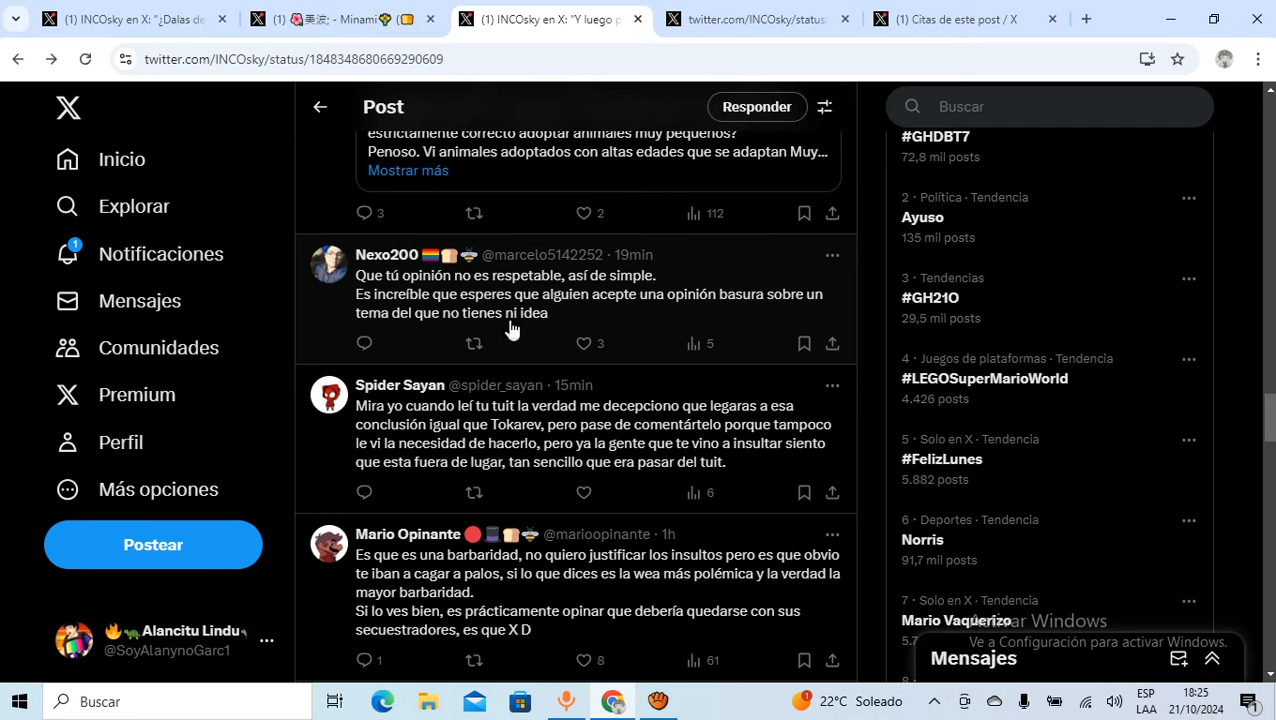 (1) INCOsky en X: "¿Dalas de
(1) 🌺美波; - Minami🌳 (🍞
(1) INCOsky en X: "Y luego p
twitter.com/INCOsky/status/
(1) Citas de este post / X
twitter.com/INCOsky/status/1848348680669290609
Inicio
Explorar
1
Notificaciones
Mensajes
Comunidades
Premium
Perfil
Más opciones
Postear
🔥🐢Alancitu Lindu
@SoyAlanynoGarc1
Post
Responder
estrictamente correcto adoptar animales muy pequeños?
Penoso. Vi animales adoptados con altas edades que se adaptan Muy...
Mostrar más
3 2 112
Nexo200 🏳️‍🌈🍞🐝 @marcelo5142252 · 19min
Que tú opinión no es respetable, así de simple.
Es increíble que esperes que alguien acepte una opinión basura sobre un
tema del que no tienes ni idea
3 5
Spider Sayan @spider_sayan · 15min
Mira yo cuando leí tu tuit la verdad me decepciono que legaras a esa
conclusión igual que Tokarev, pero pase de comentártelo porque tampoco
le vi la necesidad de hacerlo, pero ya la gente que te vino a insultar siento
que esta fuera de lugar, tan sencillo que era pasar del tuit.
6
Mario Opinante 🔴🎩🍞🐝 @marioopinante · 1h
Es que es una barbaridad, no quiero justificar los insultos pero es que obvio
te iban a cagar a palos, si lo que dices es la wea más polémica y la verdad la
mayor barbaridad.
Si lo ves bien, es prácticamente opinar que debería quedarse con sus
secuestradores, es que X D
1 8 61
Buscar
#GHDBT7
72,8 mil posts
2 · Política · Tendencia
Ayuso
135 mil posts
3 · Tendencias
#GH21O
29,5 mil posts
4 · Juegos de plataformas · Tendencia
#LEGOSuperMarioWorld
4.426 posts
5 · Solo en X · Tendencia
#FelizLunes
5.882 posts
6 · Deportes · Tendencia
Norris
91,7 mil posts
7 · Solo en X · Tendencia
Mario Vaquerizo
Activar Windows
Ve a Configuración para activar Windows.
Mensajes
Buscar
1
22°C Soleado
ESP
LAA
18:25
21/10/2024
1